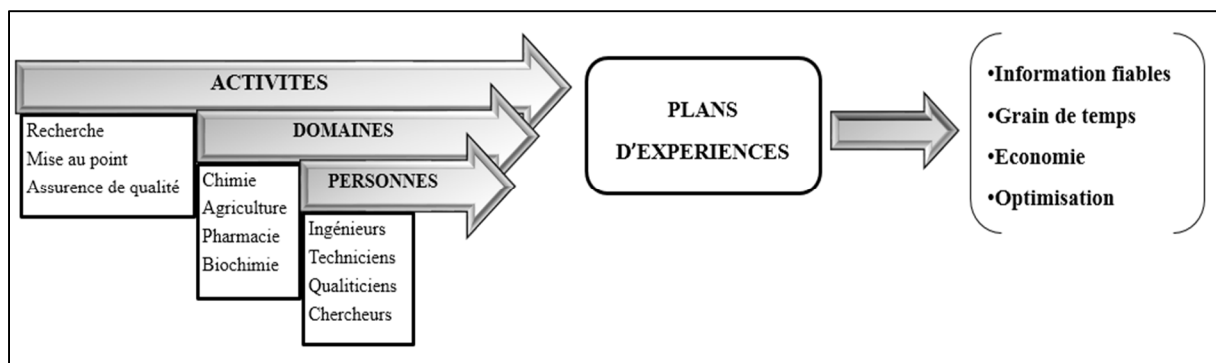 ACTIVITES
Recherche
Mise au point
Assurence de qualité
DOMAINES
Chimie
Agriculture
Pharmacie
Biochimie
PERSONNES
Ingénieurs
Techniciens
Qualiticiens
Chercheurs
PLANS
D'EXPERIENCES
•Information fiables
•Grain de temps
•Economie
•Optimisation